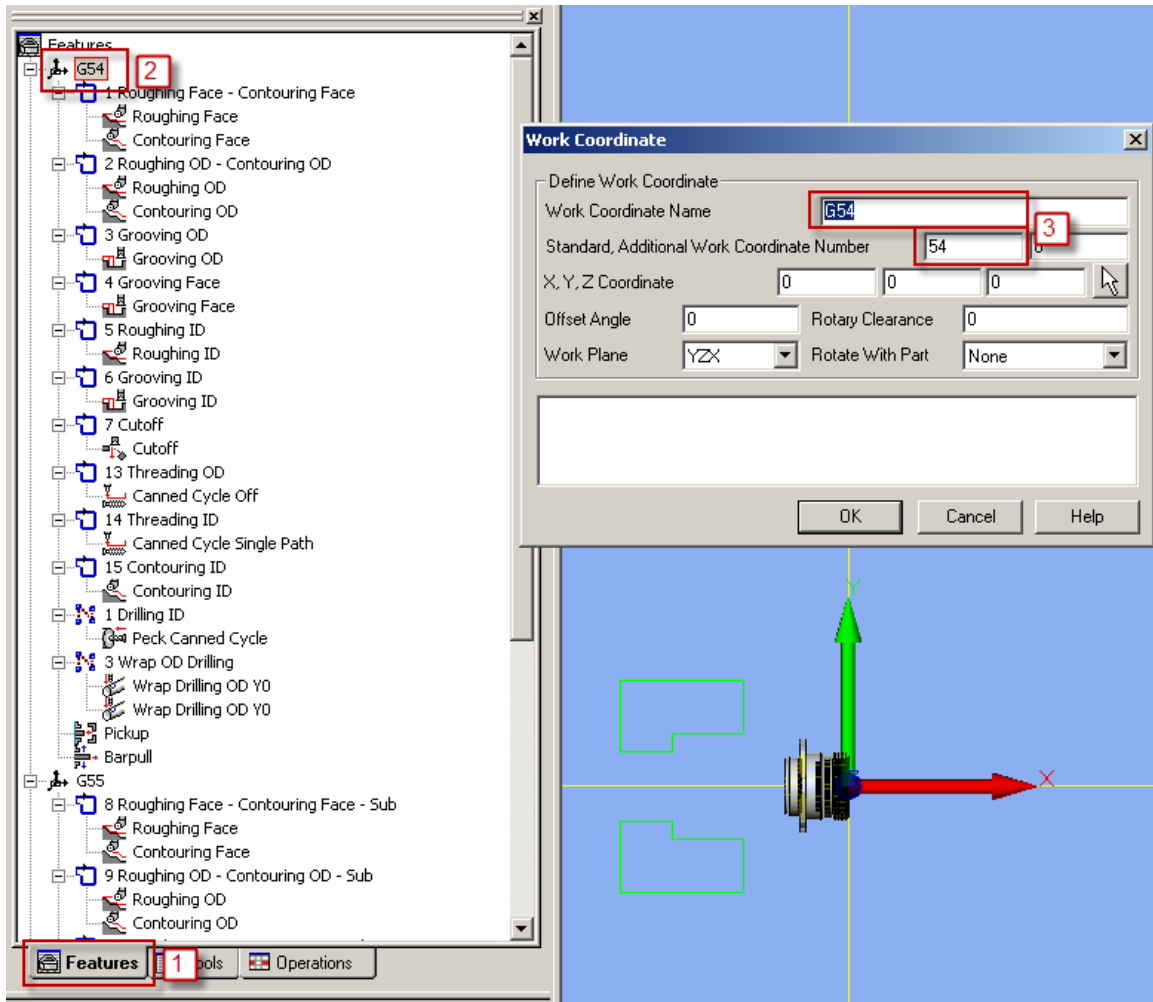 Features
G54
2
1 Roughing Face - Contouring Face
Roughing Face
Contouring Face
2 Roughing OD - Contouring OD
Roughing OD
Contouring OD
3 Grooving OD
Grooving OD
4 Grooving Face
Grooving Face
5 Roughing ID
Roughing ID
6 Grooving ID
Grooving ID
7 Cutoff
Cutoff
13 Threading OD
Canned Cycle Off
14 Threading ID
Canned Cycle Single Path
15 Contouring ID
Contouring ID
1 Drilling ID
Peck Canned Cycle
3 Wrap OD Drilling
Wrap Drilling OD Y0
Wrap Drilling OD Y0
Pickup
Barpull
G55
8 Roughing Face - Contouring Face - Sub
Roughing Face
Contouring Face
9 Roughing OD - Contouring OD - Sub
Roughing OD
Contouring OD
Features 1 ools Operations
Work Coordinate
Define Work Coordinate
Work Coordinate Name G54
3
Standard, Additional Work Coordinate Number 54 0
X, Y, Z Coordinate 0 0 0
Offset Angle 0 Rotary Clearance 0
Work Plane YZX Rotate With Part None
OK Cancel Help
Y
Z
X